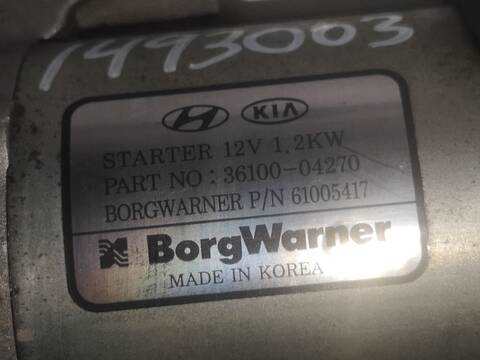 1493003
KIA
STARTER 12V 1.2KW
PART NO : 36100-04270
BORGWARNER P/N 61005417
BorgWarner
MADE IN KOREA